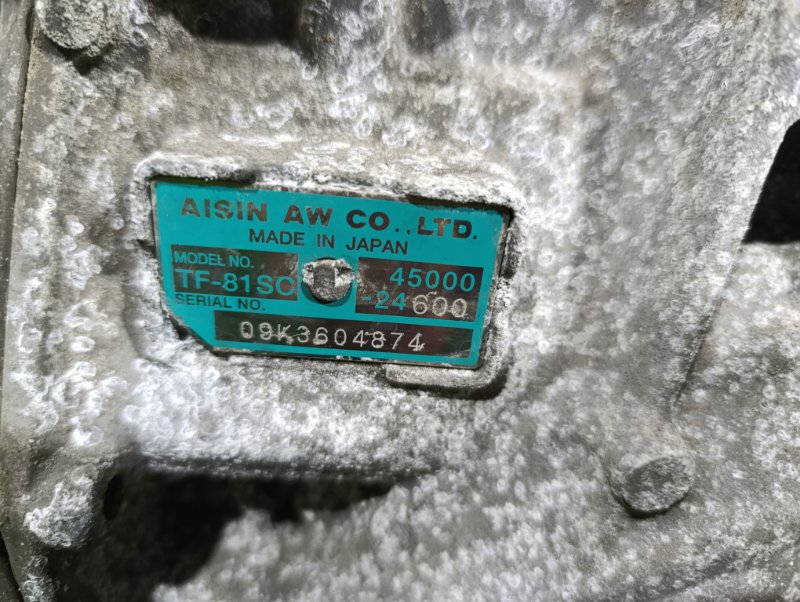 AISIN AW CO.,LTD.
MADE IN JAPAN
MODEL NO.
TF-81SC 45000
-24600
SERIAL NO.
09K3604874